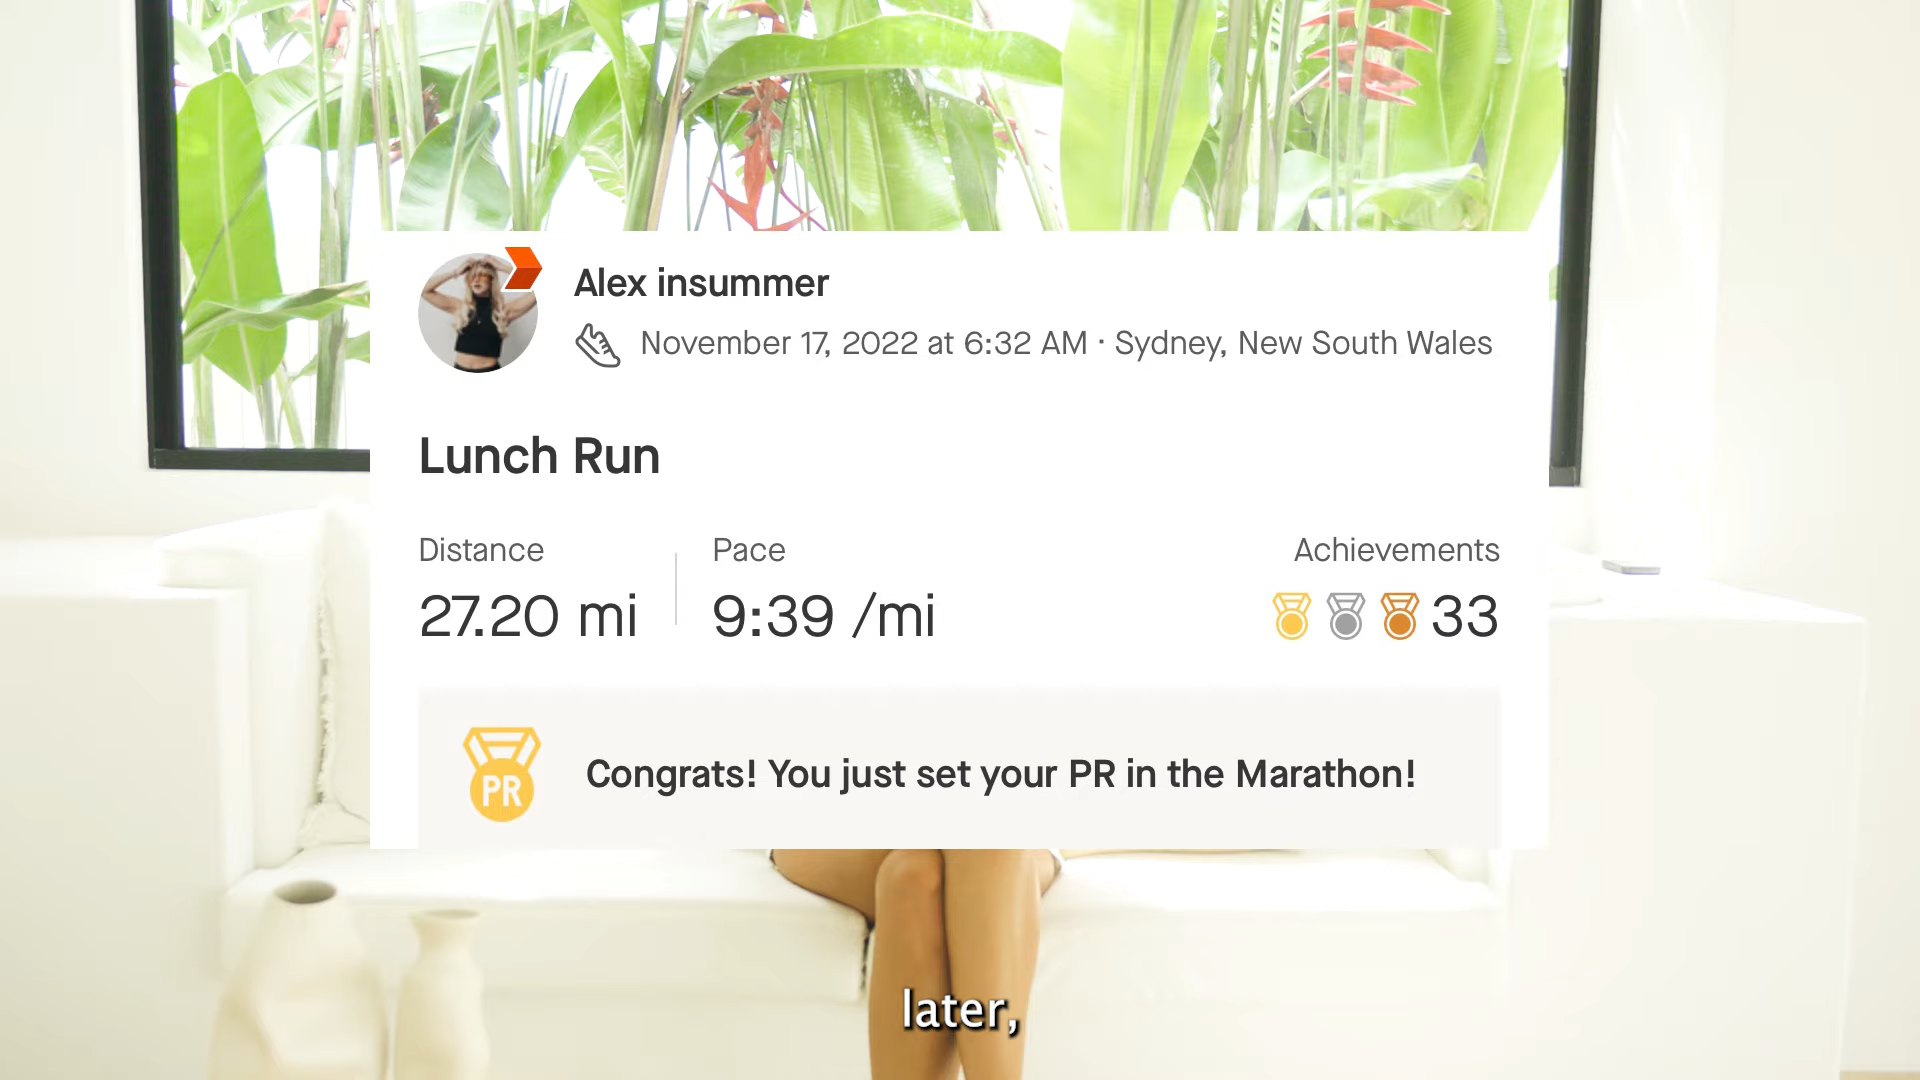 Alex insummer
November 17, 2022 at 6:32 AM · Sydney, New South Wales
Lunch Run
Distance
27.20 mi
Pace
9:39 /mi
Achievements
33
PR
Congrats! You just set your PR in the Marathon!
later,